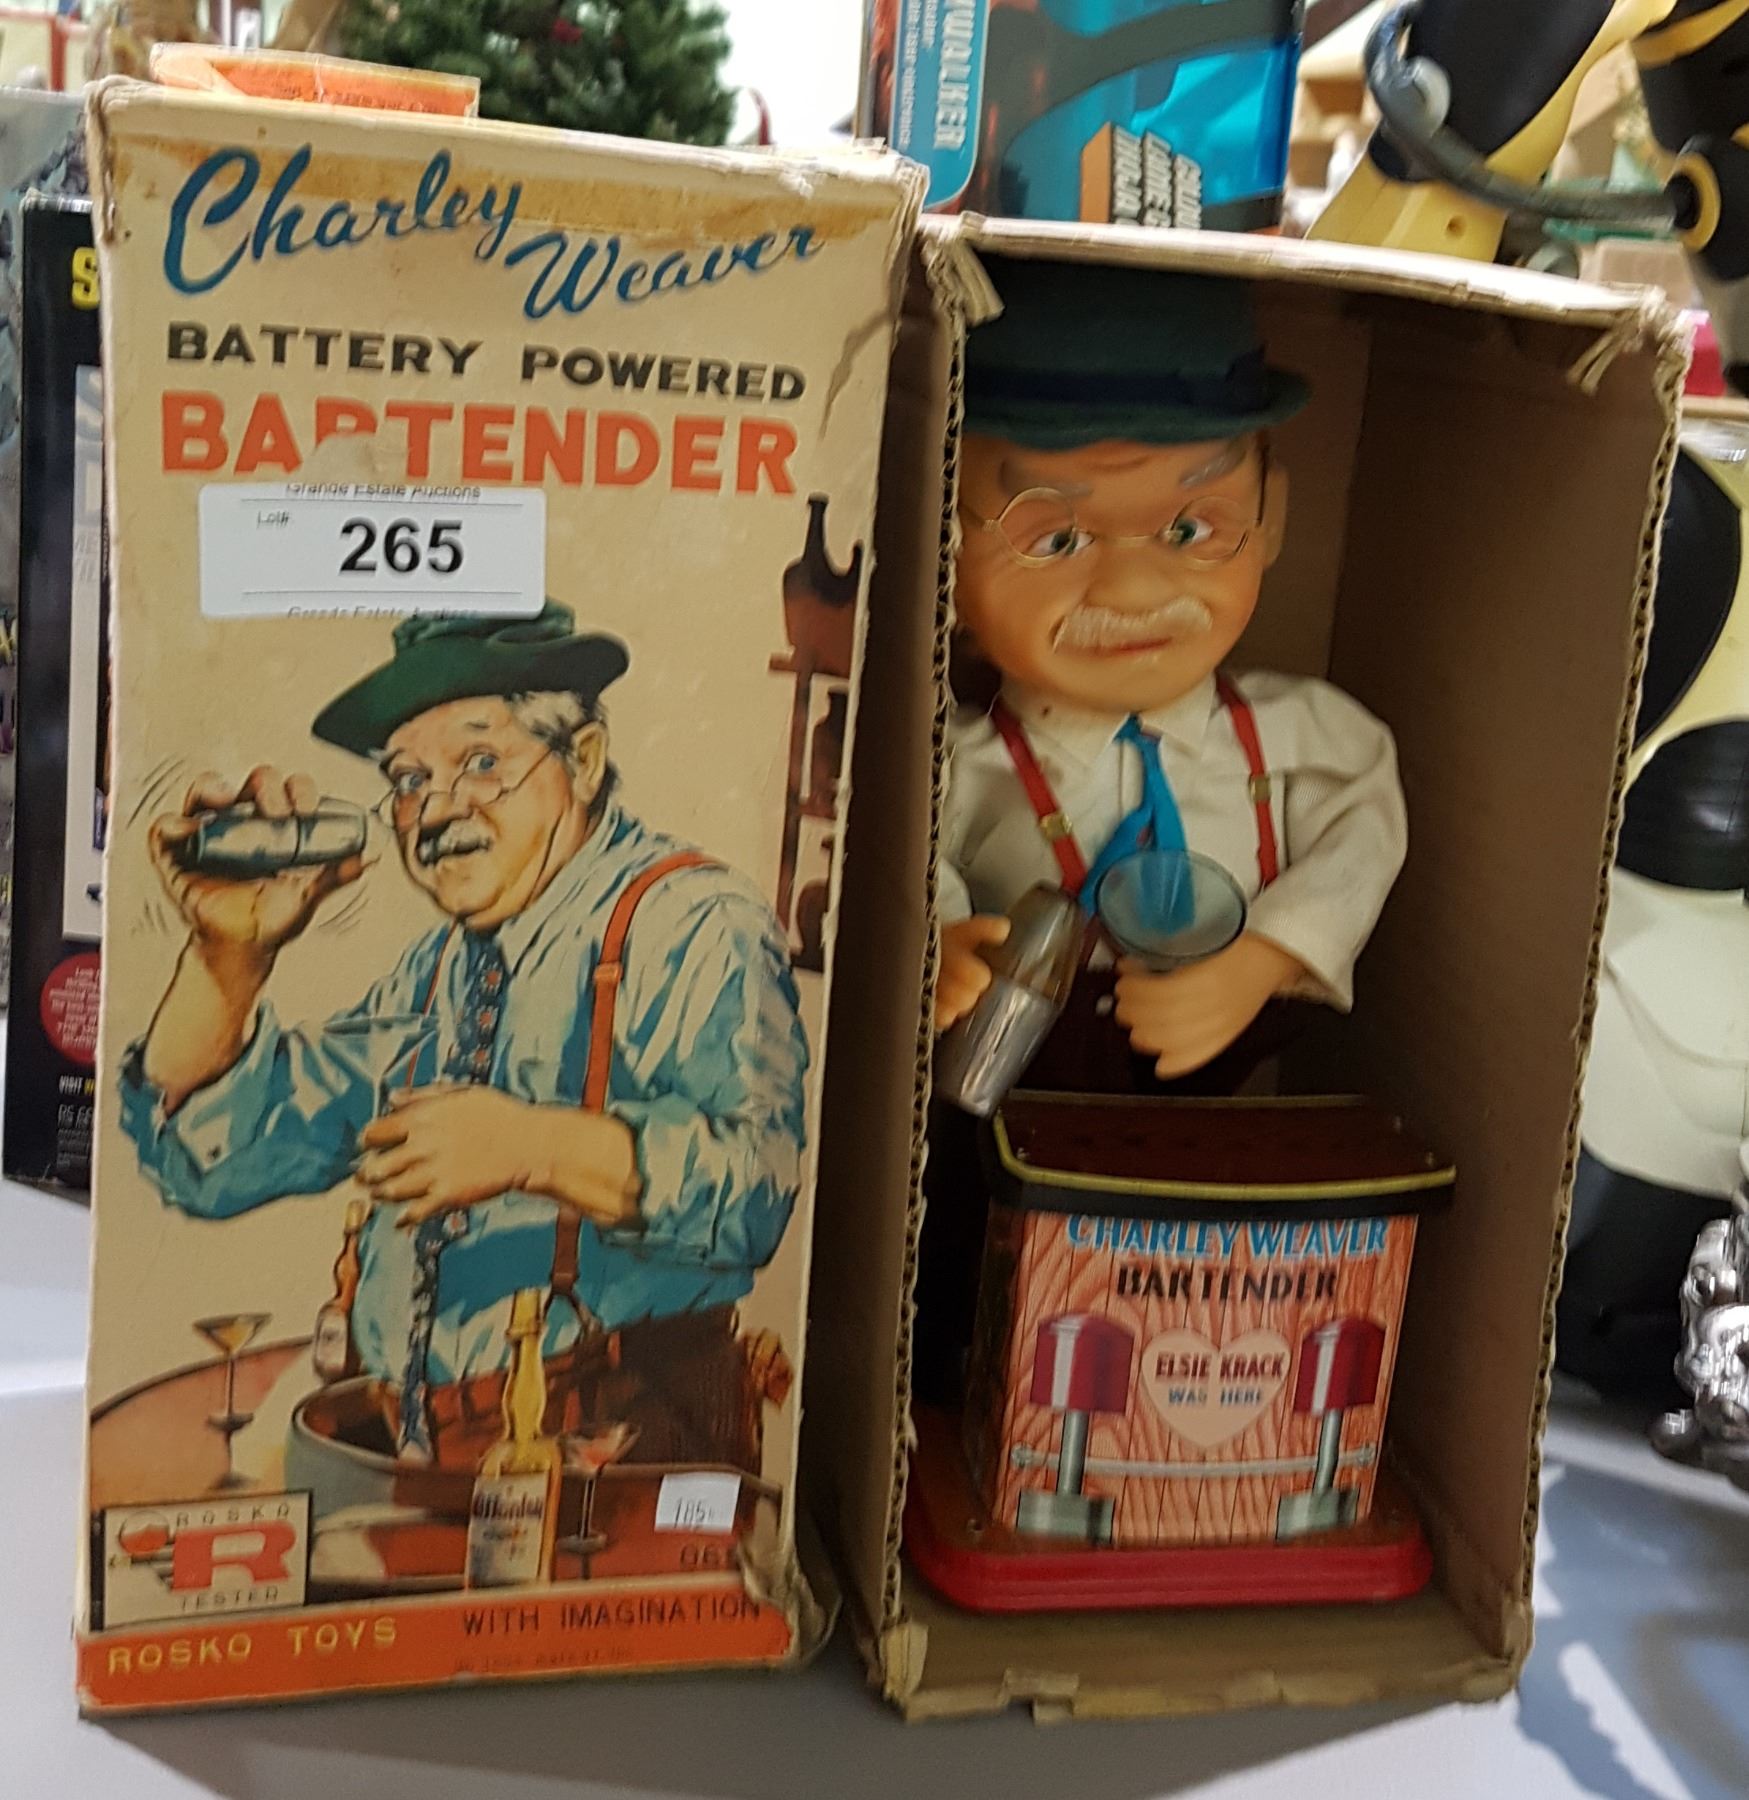 Charley
Weaver
BATTERY POWERED
BARTENDER
Grande Estate Auctions
Lot#:
265
ROSKO
R
TESTED
ROSKO TOYS WITH IMAGINATION
CHARLEY WEAVER
BARTENDER
ELSIE KRACK
WAS HERE